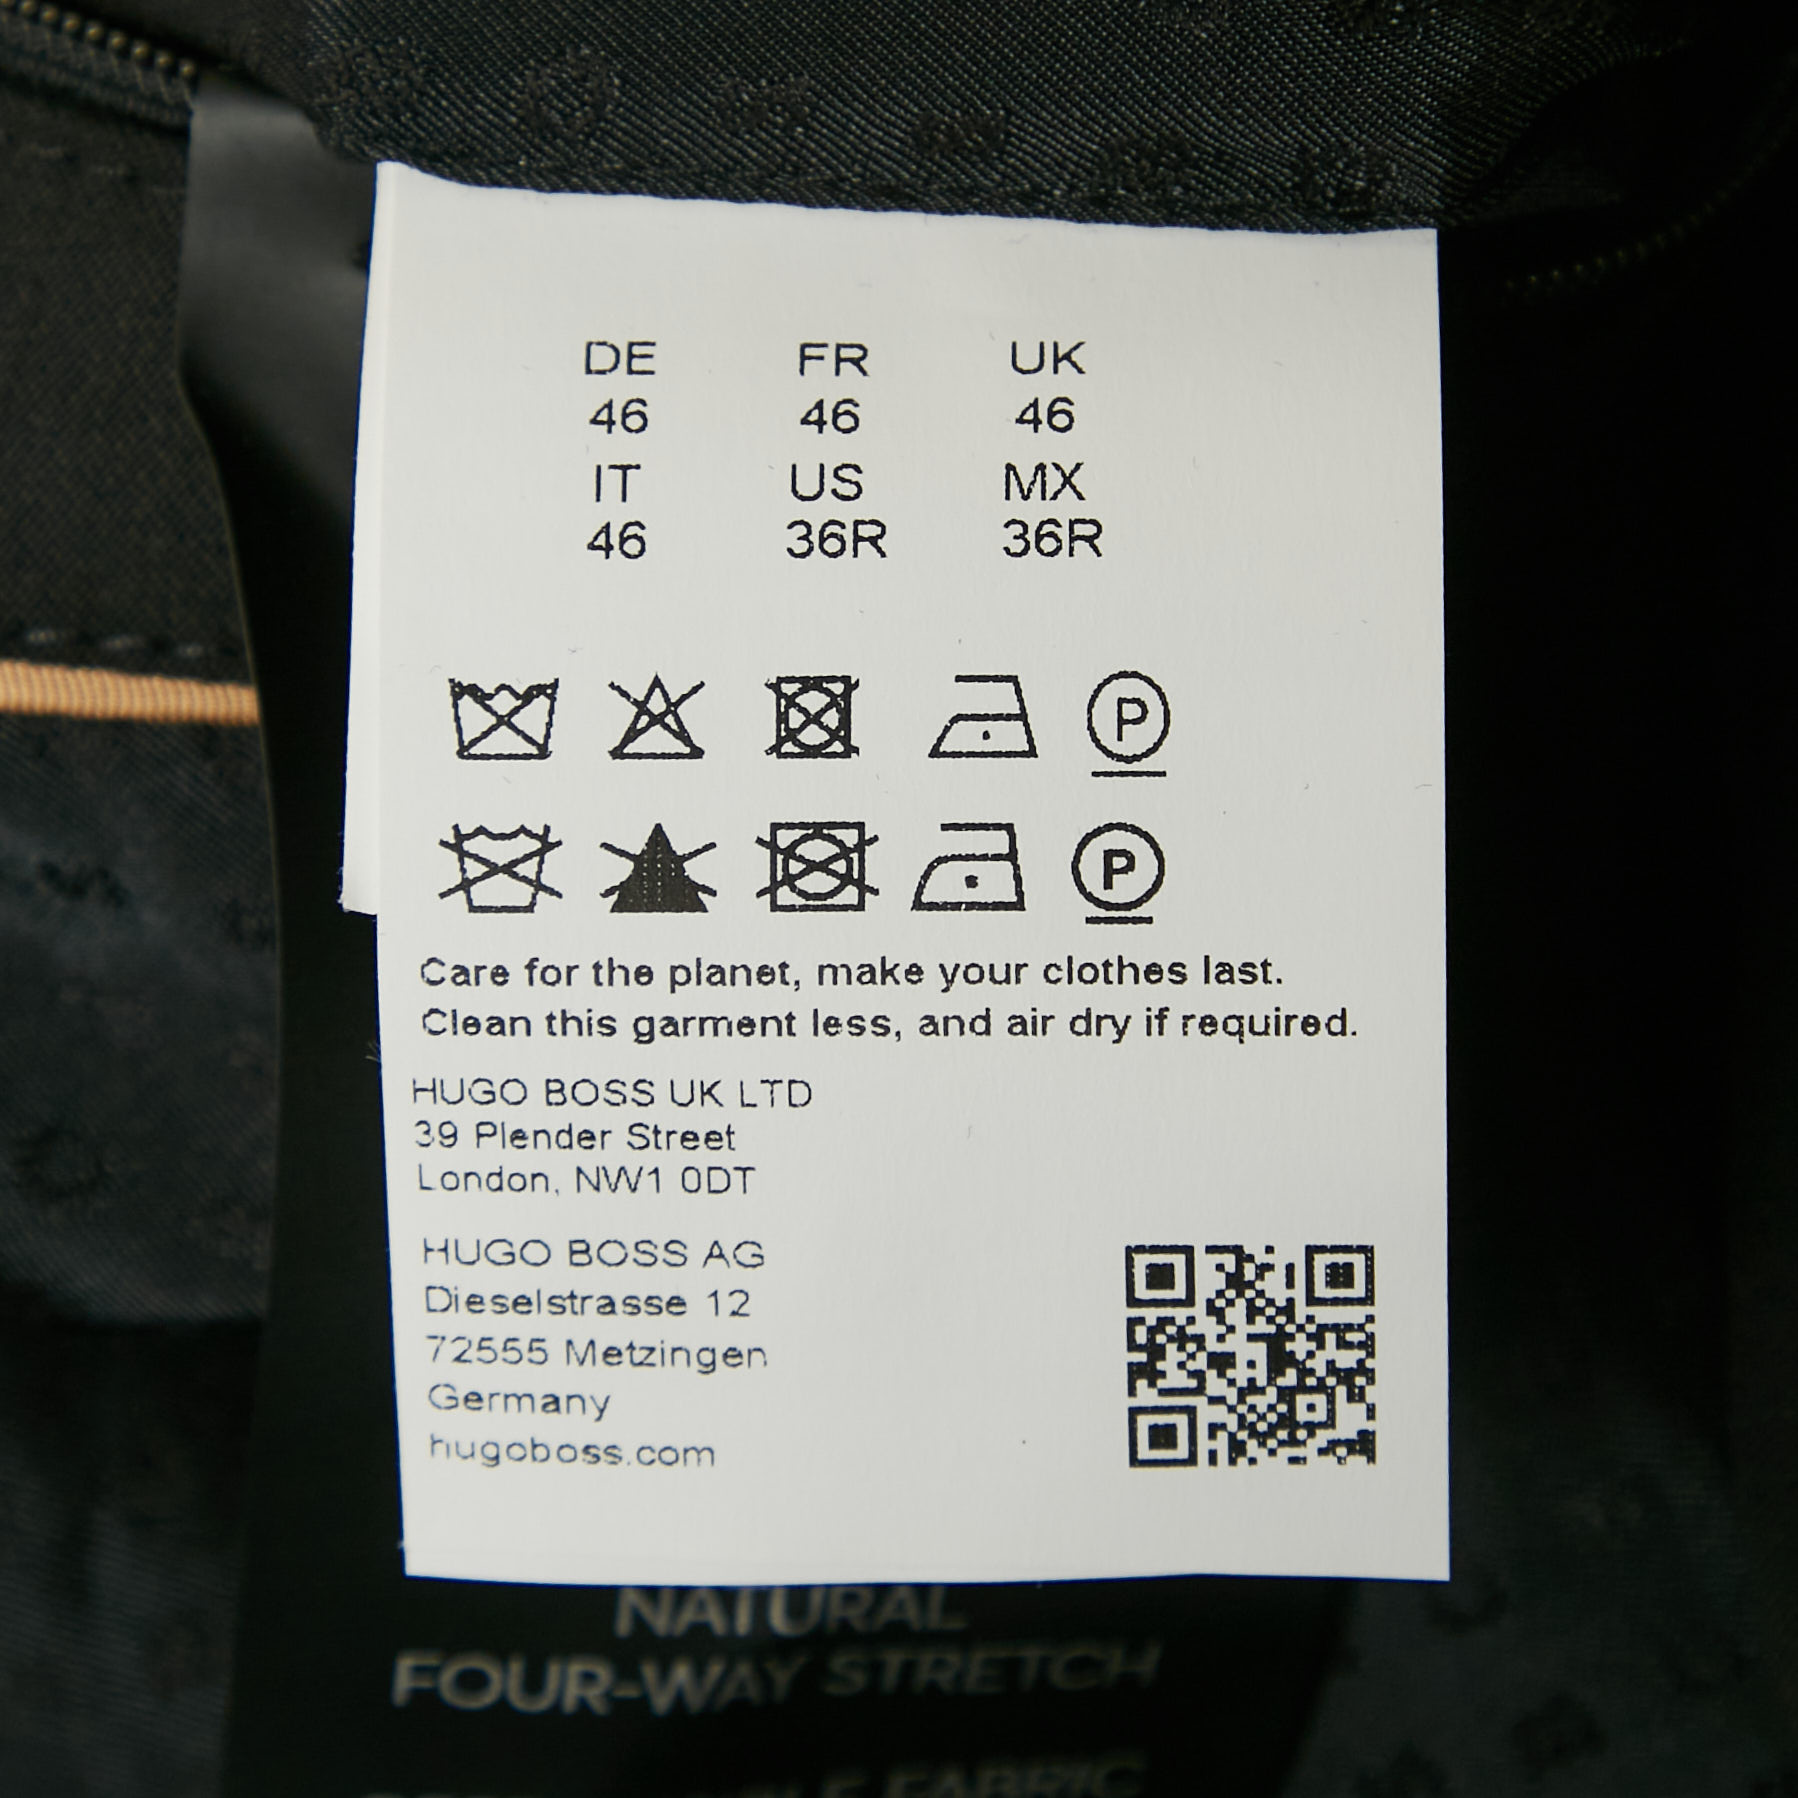 DE FR UK
46 46 46
IT US MX
46 36R 36R
P
P
Care for the planet, make your clothes last.
Clean this garment less, and air dry if required.
HUGO BOSS UK LTD
39 Plender Street
London, NW1 0DT
HUGO BOSS AG
Dieselstrasse 12
72555 Metzingen
Germany
hugoboss.com
NATURAL
FOUR-WAY STRETCH
FABRIC